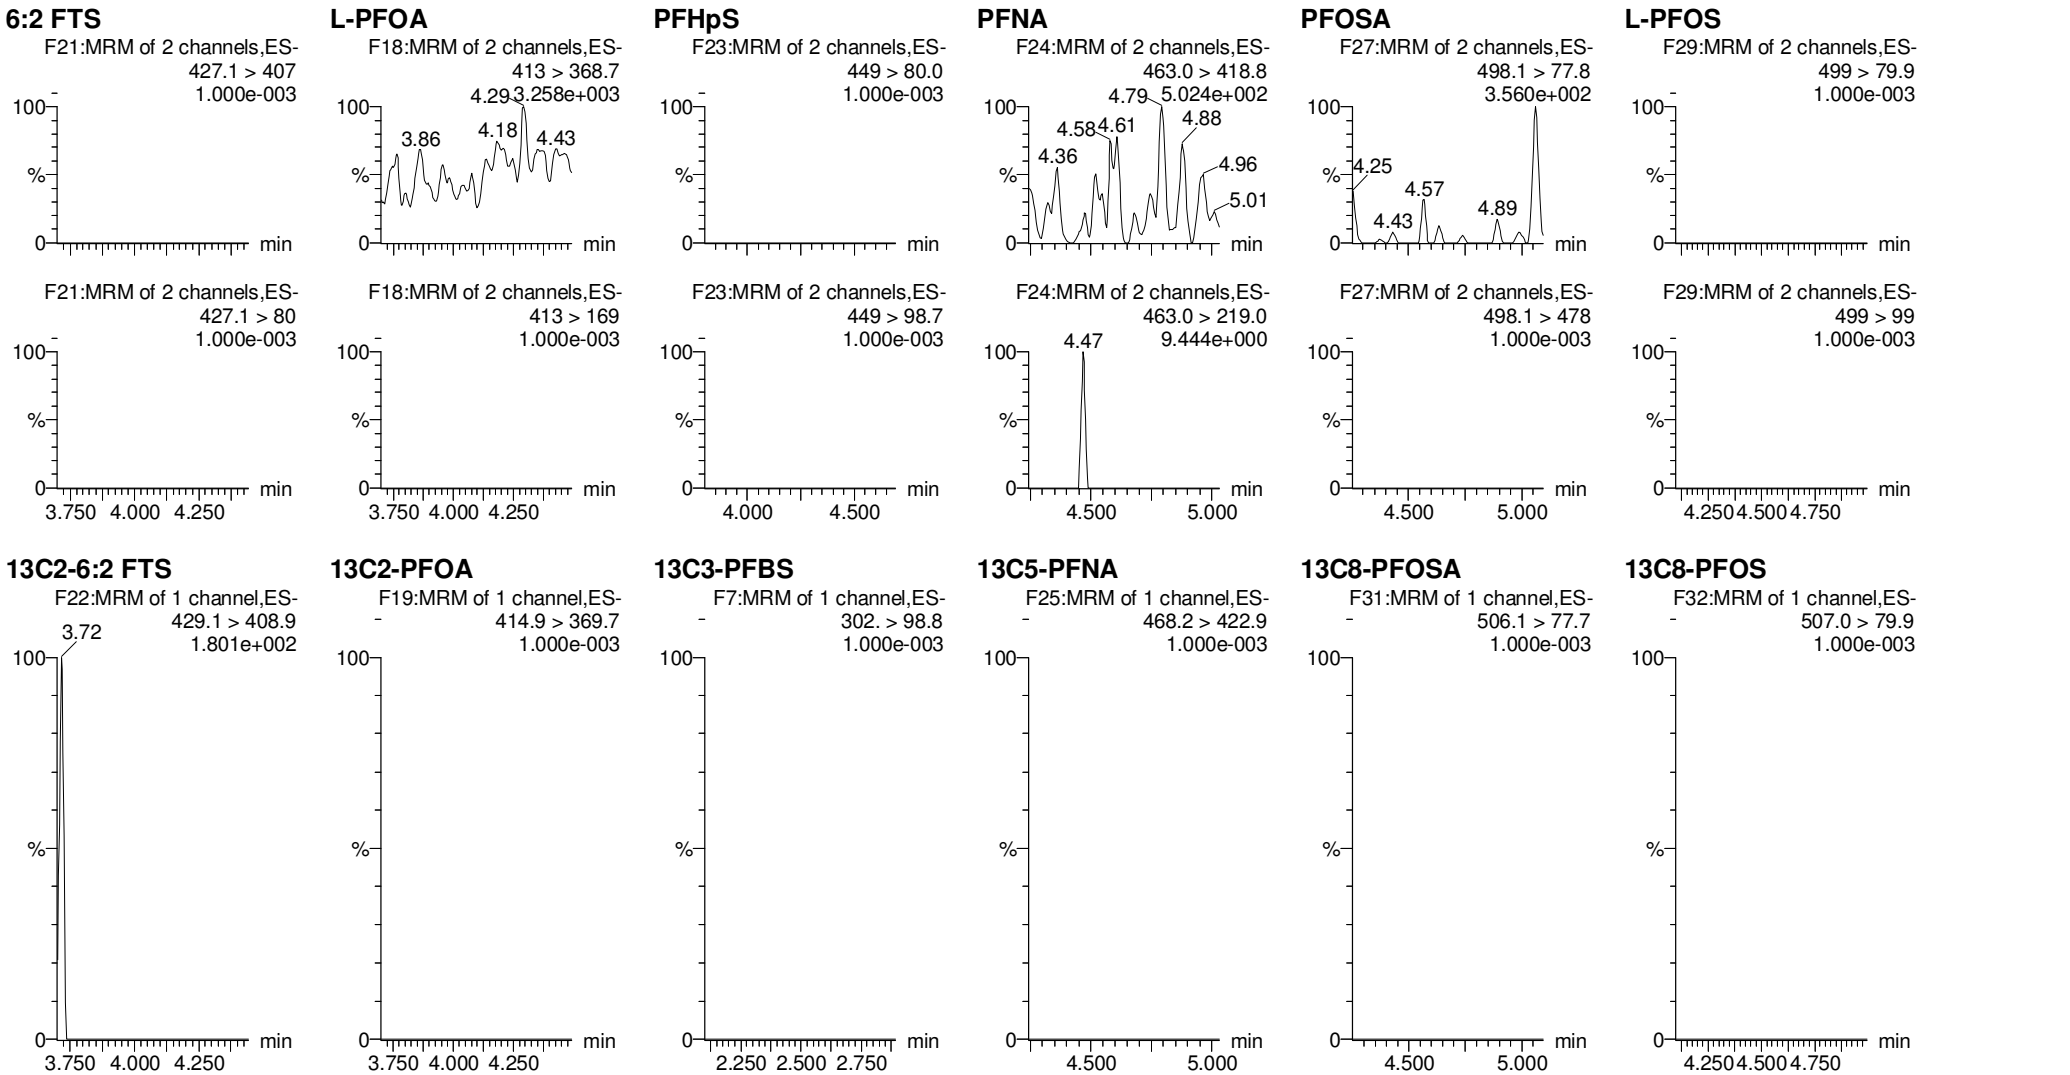 6:2 FTS
F21:MRM of 2 channels,ES-
427.1 > 407
1.000e-003
100
%
0
min
F21:MRM of 2 channels,ES-
427.1 > 80
1.000e-003
100
%
0
min
3.750 4.000 4.250
L-PFOA
F18:MRM of 2 channels,ES-
413 > 368.7
3.258e+003
4.29
4.18
3.86
4.43
100
%
0
min
F18:MRM of 2 channels,ES-
413 > 169
1.000e-003
100
%
0
min
3.750 4.000 4.250
PFHpS
F23:MRM of 2 channels,ES-
449 > 80.0
1.000e-003
100
%
0
min
F23:MRM of 2 channels,ES-
449 > 98.7
1.000e-003
100
%
0
min
4.000 4.500
PFNA
F24:MRM of 2 channels,ES-
463.0 > 418.8
5.024e+002
4.79
4.58
4.61
4.88
4.36
4.96
5.01
100
%
0
min
F24:MRM of 2 channels,ES-
463.0 > 219.0
9.444e+000
4.47
100
%
0
min
4.500 5.000
PFOSA
F27:MRM of 2 channels,ES-
498.1 > 77.8
3.560e+002
4.25
4.57
4.43
4.89
100
%
0
min
F27:MRM of 2 channels,ES-
498.1 > 478
1.000e-003
100
%
0
min
4.500 5.000
L-PFOS
F29:MRM of 2 channels,ES-
499 > 79.9
1.000e-003
100
%
0
min
F29:MRM of 2 channels,ES-
499 > 99
1.000e-003
100
%
0
min
4.250 4.500 4.750
13C2-6:2 FTS
F22:MRM of 1 channel,ES-
429.1 > 408.9
1.801e+002
3.72
100
%
0
min
3.750 4.000 4.250
13C2-PFOA
F19:MRM of 1 channel,ES-
414.9 > 369.7
1.000e-003
100
%
0
min
3.750 4.000 4.250
13C3-PFBS
F7:MRM of 1 channel,ES-
302. > 98.8
1.000e-003
100
%
0
min
2.250 2.500 2.750
13C5-PFNA
F25:MRM of 1 channel,ES-
468.2 > 422.9
1.000e-003
100
%
0
min
4.500 5.000
13C8-PFOSA
F31:MRM of 1 channel,ES-
506.1 > 77.7
1.000e-003
100
%
0
min
4.500 5.000
13C8-PFOS
F32:MRM of 1 channel,ES-
507.0 > 79.9
1.000e-003
100
%
0
min
4.250 4.500 4.750